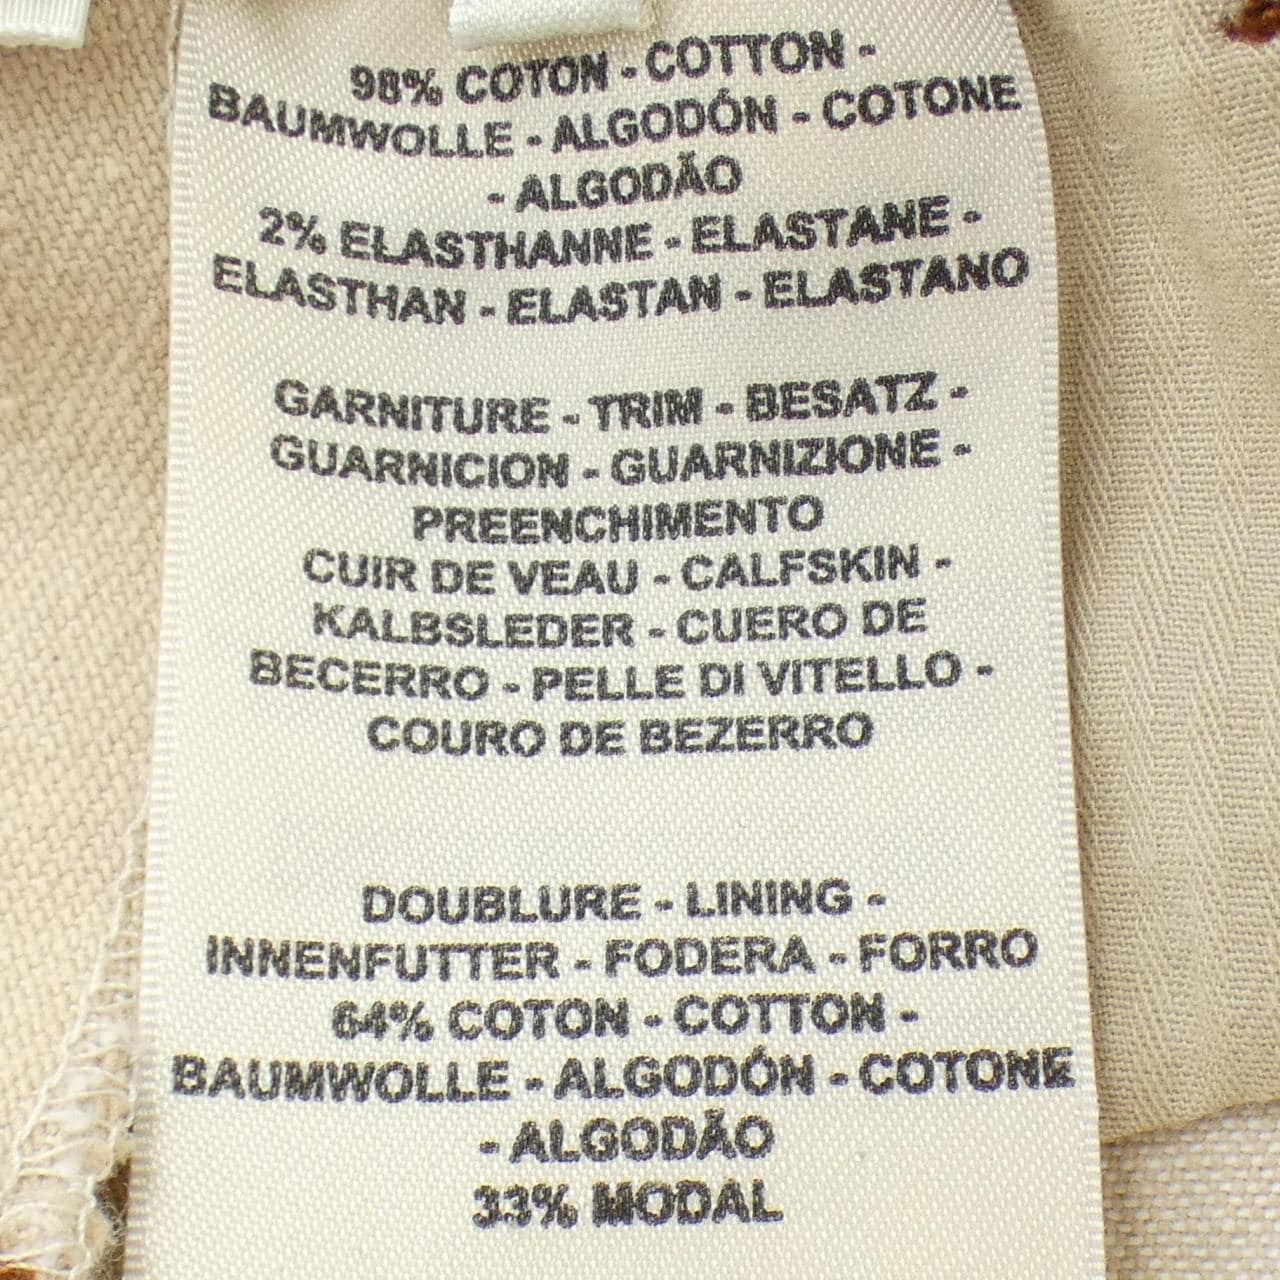 98% COTON - COTTON -
BAUMWOLLE - ALGODÓN - COTONE
- ALGODÃO
2% ELASTHANNE - ELASTANE -
ELASTHAN - ELASTAN - ELASTANO
GARNITURE - TRIM - BESATZ -
GUARNICION - GUARNIZIONE -
PREENCHIMENTO
CUIR DE VEAU - CALFSKIN -
KALBSLEDER - CUERO DE
BECERRO - PELLE DI VITELLO -
COURO DE BEZERRO
DOUBLURE - LINING -
INNENFUTTER - FODERA - FORRO
64% COTON - COTTON -
BAUMWOLLE - ALGODÓN - COTONE
- ALGODÃO
33% MODAL